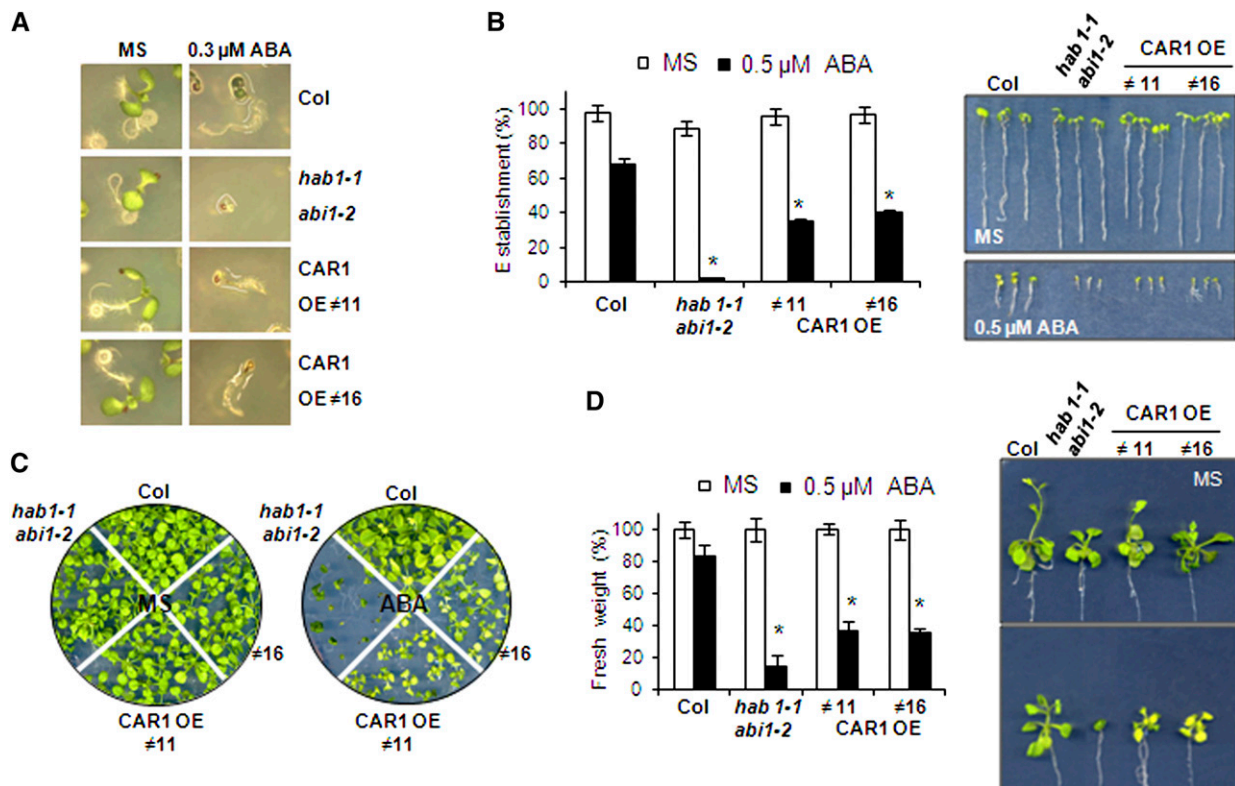 A
MS 0.3 µM ABA
Col
hab1-1
abi1-2
CAR1
OE ≠11
CAR1
OE ≠16
B
MS 0.5 µM ABA
E stablishment (%)
100
80
60
40
20
0
* * *
Col hab 1-1 ≠ 11 ≠16
abi1-2 CAR1 OE
Col hab 1-1 abi1-2 CAR1 OE
≠ 11 ≠16
MS
0.5 µM ABA
C
Col
hab1-1
abi1-2
MS
≠16
CAR1 OE
≠11
Col
hab1-1
abi1-2
ABA
≠16
CAR1 OE
≠11
D
MS 0.5 µM ABA
Fresh weight (%)
100
80
60
40
20
0
* * *
Col hab 1-1 ≠ 11 ≠16
abi1-2 CAR1 OE
Col hab 1-1 abi1-2 CAR1 OE
≠ 11 ≠16
MS